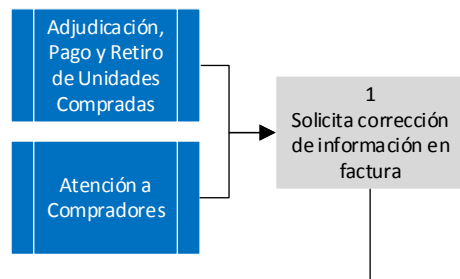 Adjudicación,
Pago y Retiro
de Unidades
Compradas
1
Solicita corrección
de información en
factura
Atención a
Compradores